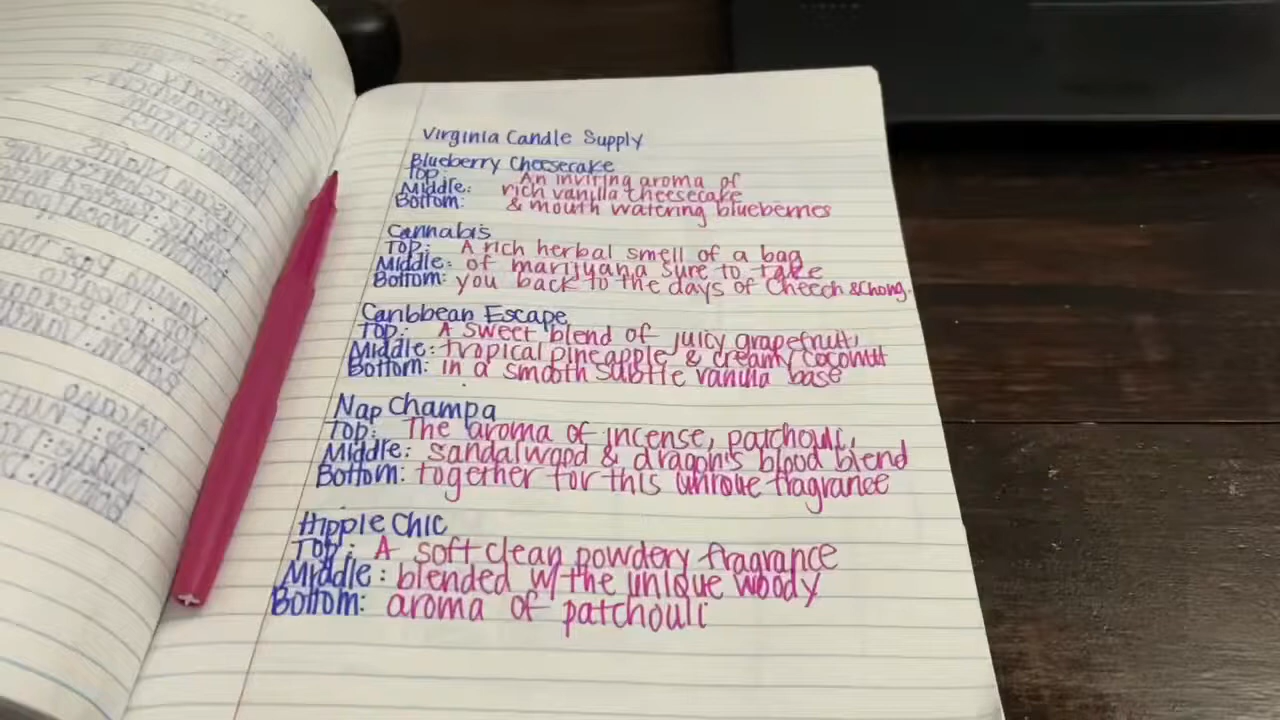 Virginia Candle Supply
Blueberry Cheesecake
Top: An inviting aroma of
Middle: rich vanilla cheesecake
Bottom: & mouth watering blueberries
Cannabis
Top: A rich herbal smell of a bag
Middle: of marijuana sure to take
Bottom: you back to the days of Cheech & Chong.
Caribbean Escape
Top: A sweet blend of juicy grapefruit,
Middle: tropical pineapple & creamy coconut
Bottom: in a smooth subtle vanilla base
Nap Champa
Top: The aroma of incense, patchouli,
Middle: sandalwood & dragon's blood blend
Bottom: together for this unique fragrance
Hippie Chic
Top: A soft clean powdery fragrance
Middle: blended w/the unique woody
Bottom: aroma of patchouli